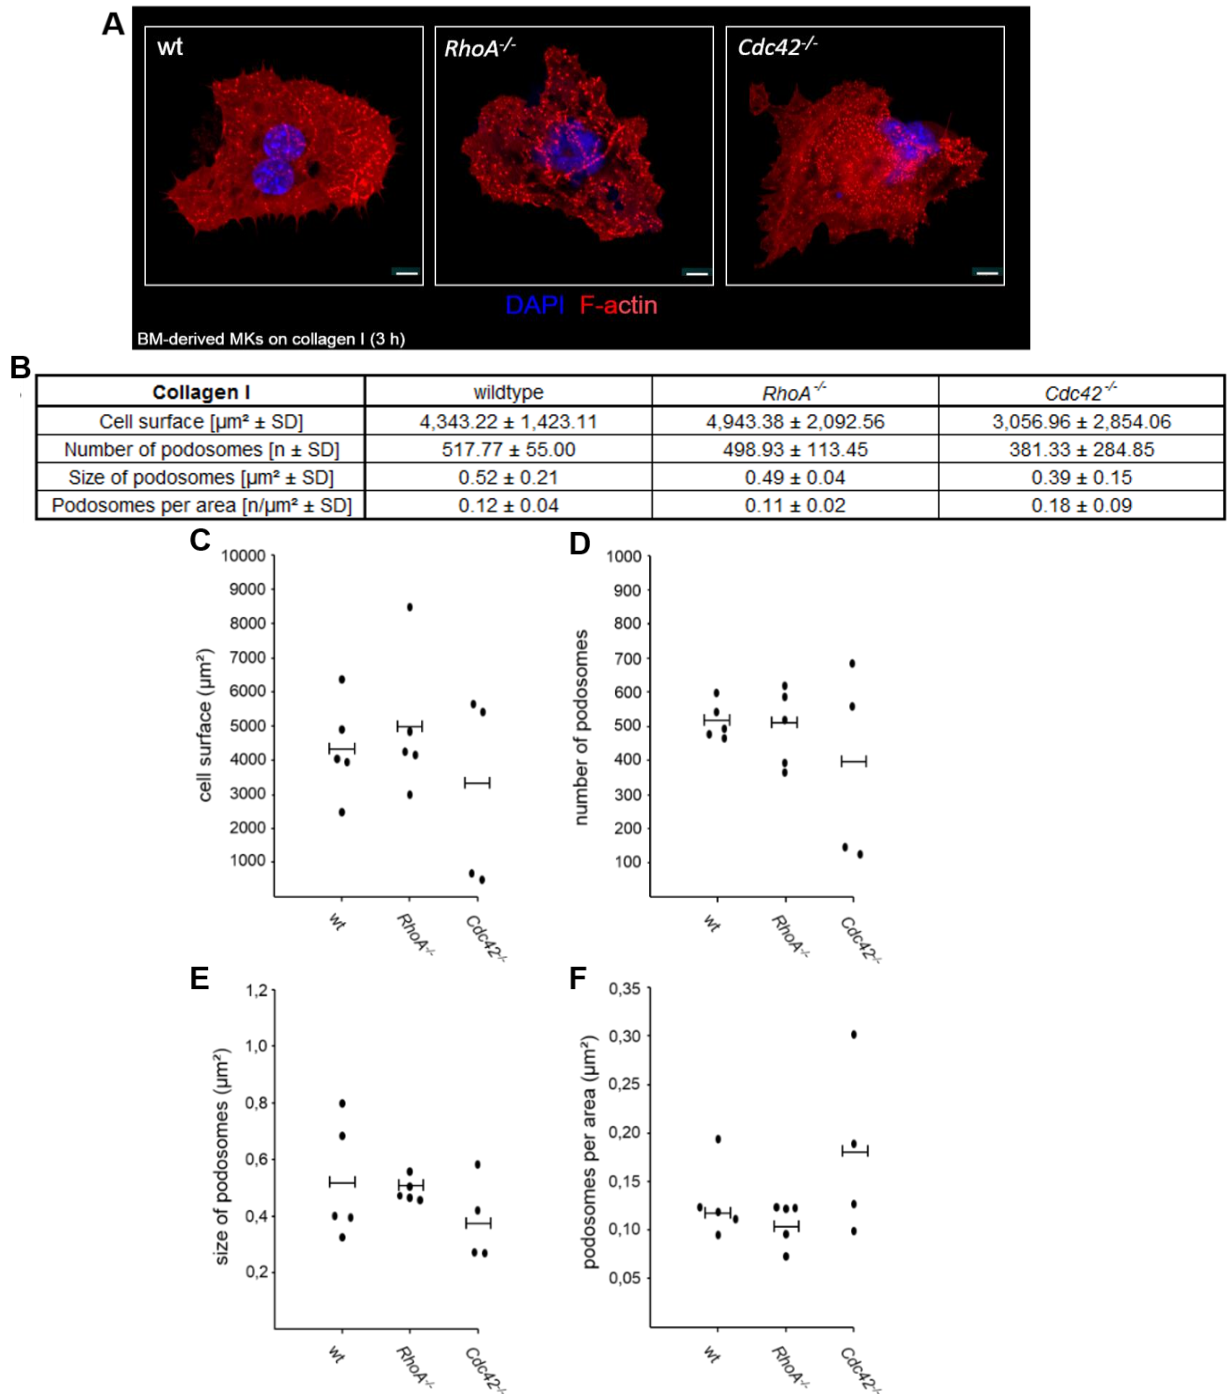 A
wt
RhoA-/-
Cdc42-/-
DAPI F-actin
BM-derived MKs on collagen I (3 h)
B
Collagen I wildtype RhoA-/- Cdc42-/-
Cell surface [µm² ± SD] 4,343.22 ± 1,423.11 4,943.38 ± 2,092.56 3,056.96 ± 2,854.06
Number of podosomes [n ± SD] 517.77 ± 55.00 498.93 ± 113.45 381.33 ± 284.85
Size of podosomes [µm² ± SD] 0.52 ± 0.21 0.49 ± 0.04 0.39 ± 0.15
Podosomes per area [n/µm² ± SD] 0.12 ± 0.04 0.11 ± 0.02 0.18 ± 0.09
C
cell surface (µm²)
10000
9000
8000
7000
6000
5000
4000
3000
2000
1000
wt
RhoA-/-
Cdc42-/-
D
number of podosomes
1000
900
800
700
600
500
400
300
200
100
wt
RhoA-/-
Cdc42-/-
E
size of podosomes (µm²)
1,2
1,0
0,8
0,6
0,4
0,2
wt
RhoA-/-
Cdc42-/-
F
podosomes per area (µm²)
0,35
0,30
0,25
0,20
0,15
0,10
0,05
wt
RhoA-/-
Cdc42-/-